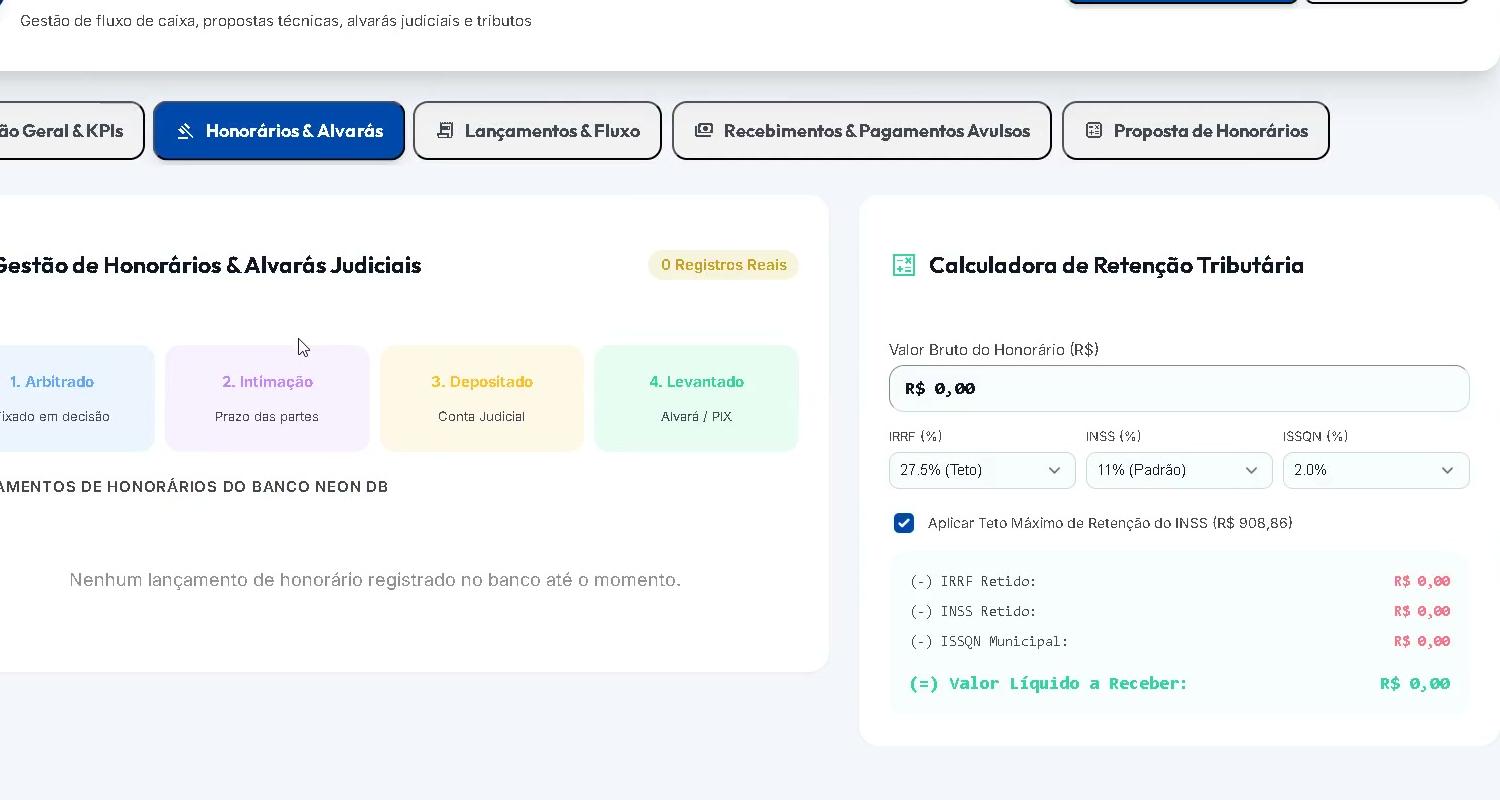 Gestão de fluxo de caixa, propostas técnicas, alvarás judiciais e tributos
ão Geral & KPIs
Honorários & Alvarás
Lançamentos & Fluxo
Recebimentos & Pagamentos Avulsos
Proposta de Honorários
Gestão de Honorários & Alvarás Judiciais
0 Registros Reais
1. Arbitrado
ixado em decisão
2. Intimação
Prazo das partes
3. Depositado
Conta Judicial
4. Levantado
Alvará / PIX
AMENTOS DE HONORÁRIOS DO BANCO NEON DB
Nenhum lançamento de honorário registrado no banco até o momento.
Calculadora de Retenção Tributária
Valor Bruto do Honorário (R$)
R$ 0,00
IRRF (%)
INSS (%)
ISSQN (%)
27.5% (Teto)
11% (Padrão)
2.0%
Aplicar Teto Máximo de Retenção do INSS (R$ 908,86)
(-) IRRF Retido: R$ 0,00
(-) INSS Retido: R$ 0,00
(-) ISSQN Municipal: R$ 0,00
(=) Valor Líquido a Receber: R$ 0,00